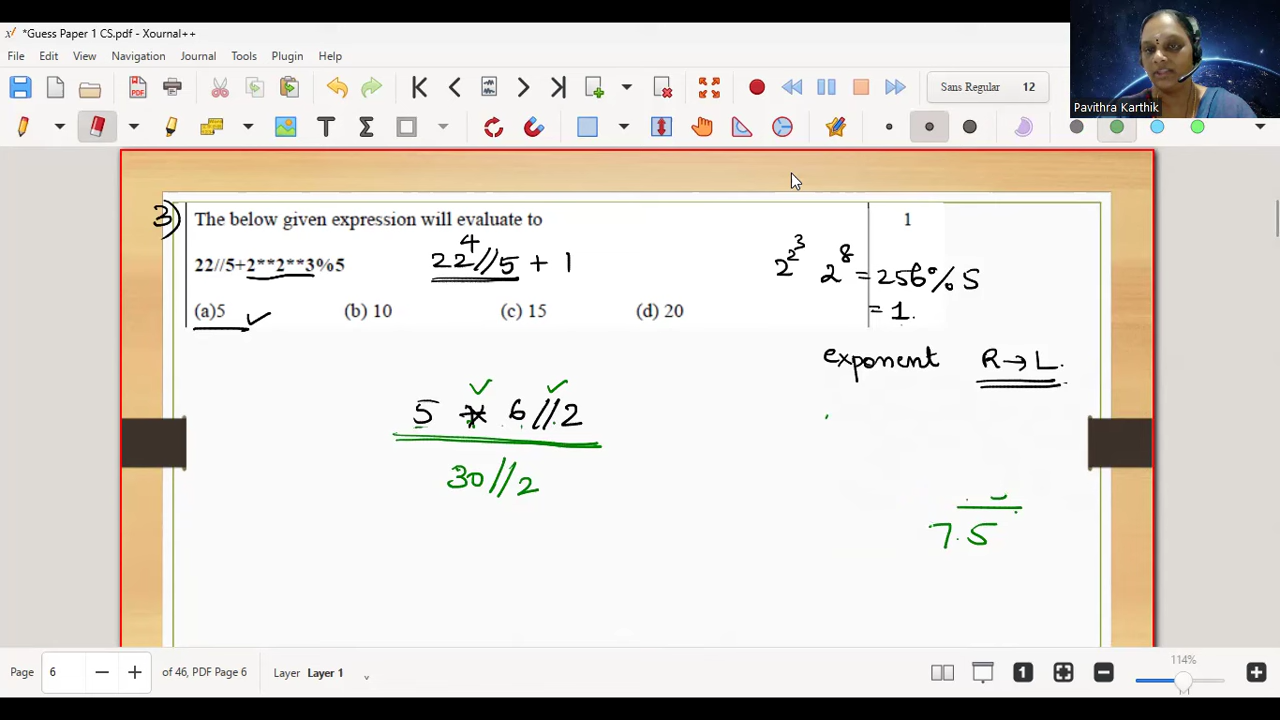 *Guess Paper 1 CS.pdf - Xournal++
File Edit View Navigation Journal Tools Plugin Help
Sans Regular 12
Pavithra Karthik
3) The below given expression will evaluate to 1
22//5+2**2**3%5
22//5 + 1
4
2^2^3 2^8 = 256 % 5
= 1.
(a)5 ✓ (b) 10 (c) 15 (d) 20
exponent R → L.
5 * 6//2
30//2
7.5
Page 6 of 46, PDF Page 6 Layer Layer 1
114%